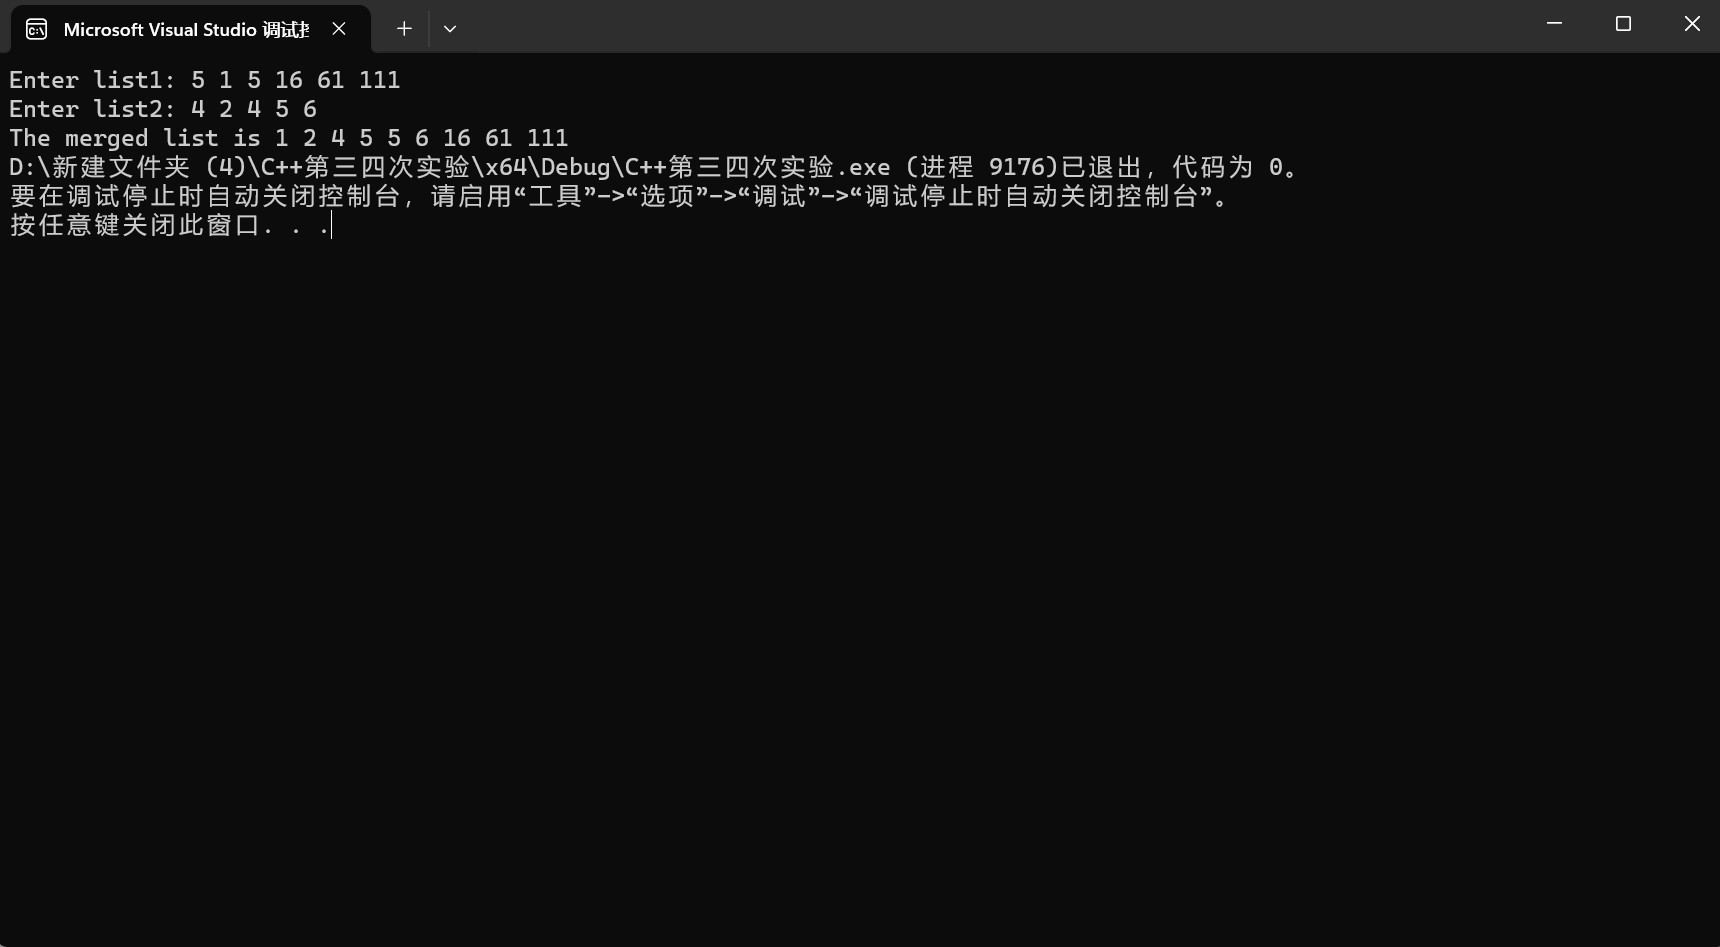 Microsoft Visual Studio 调试
Enter list1: 5 1 5 16 61 111
Enter list2: 4 2 4 5 6
The merged list is 1 2 4 5 5 6 16 61 111
D:\新建文件夹 (4)\C++第三四次实验\x64\Debug\C++第三四次实验.exe (进程 9176)已退出，代码为 0。
要在调试停止时自动关闭控制台，请启用“工具”->“选项”->“调试”->“调试停止时自动关闭控制台”。
按任意键关闭此窗口. . .